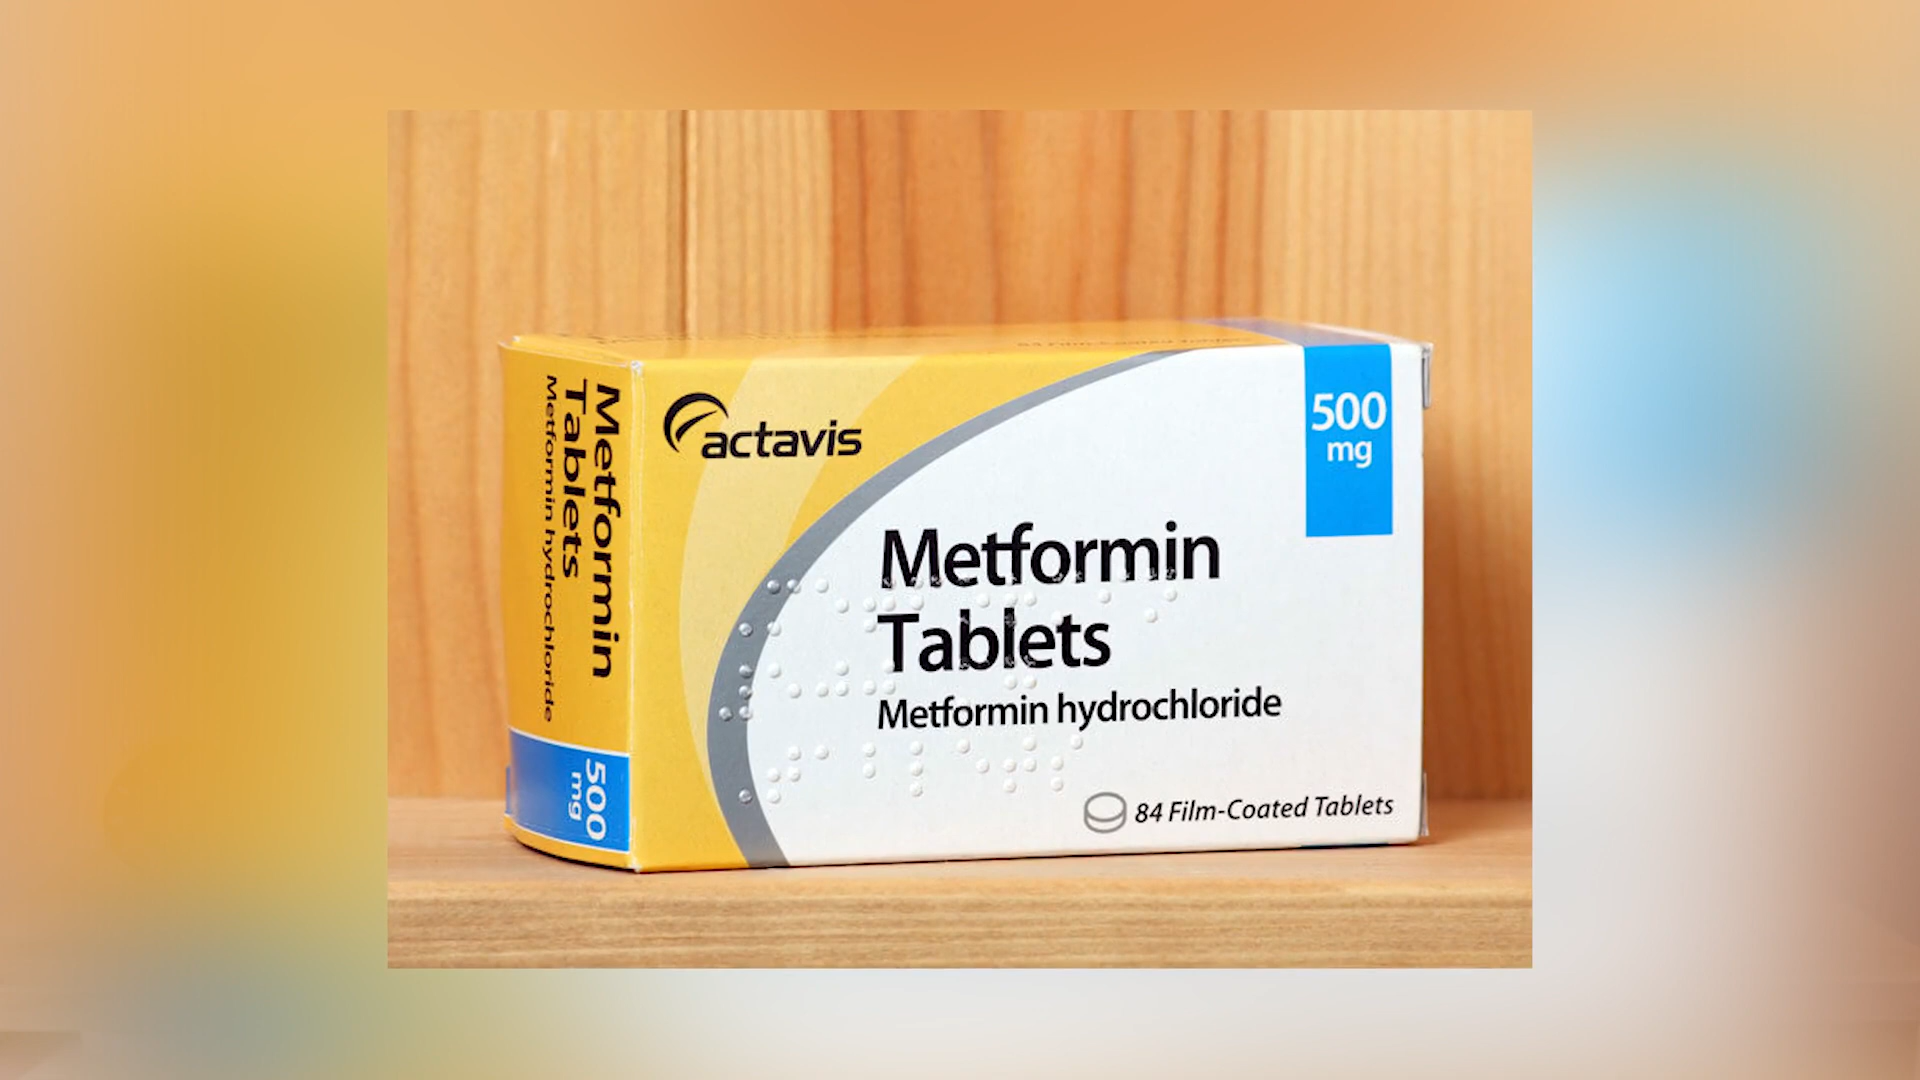 Metformin
Tablets
Metformin hydrochloride
500
mg
actavis
500
mg
Metformin
Tablets
Metformin hydrochloride
84 Film-Coated Tablets